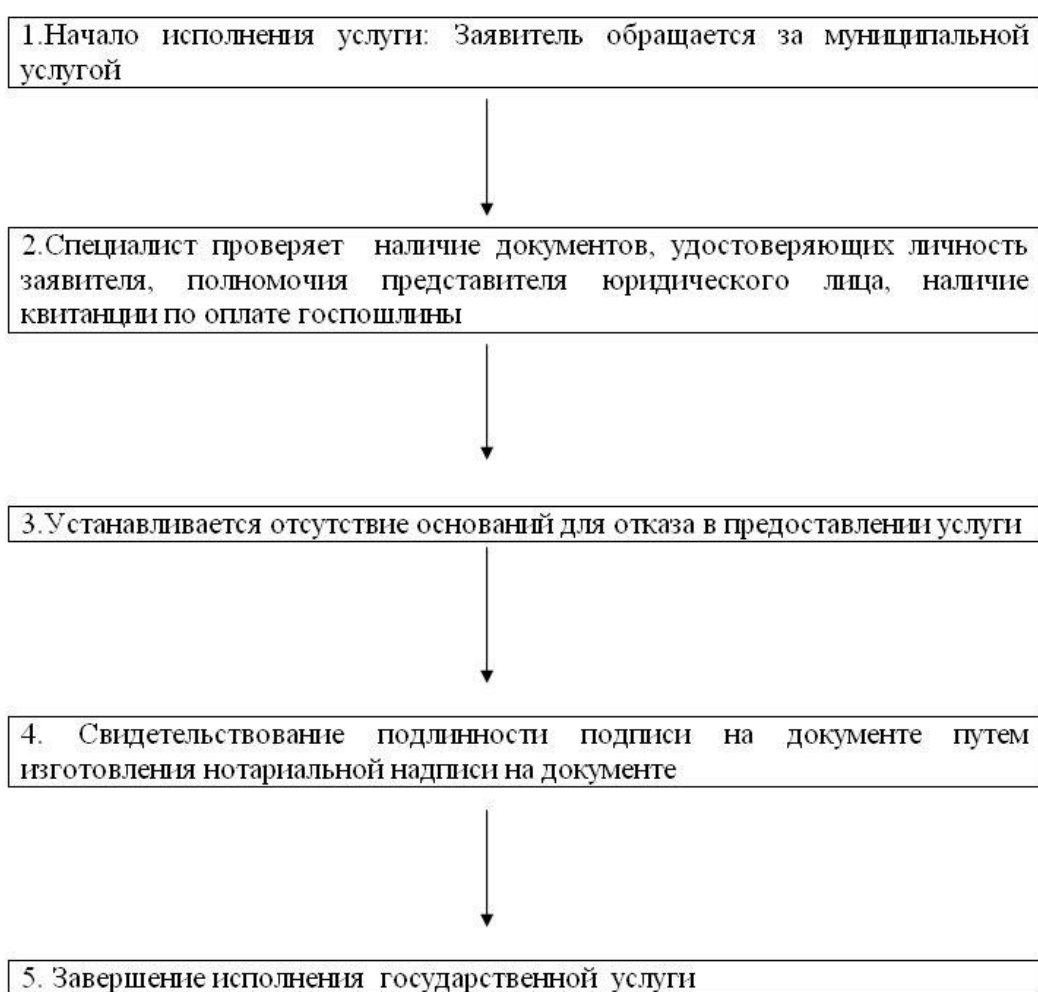 1.Начало исполнения услуги: Заявитель обращается за муниципальной
услугой
2.Специалист проверяет наличие документов, удостоверяющих личность
заявителя, полномочия представителя юридического лица, наличие
квитанции по оплате госпошлины
3.Устанавливается отсутствие оснований для отказа в предоставлении услуги
4. Свидетельствование подлинности подписи на документе путем
изготовления нотариальной надписи на документе
5. Завершение исполнения государственной услуги